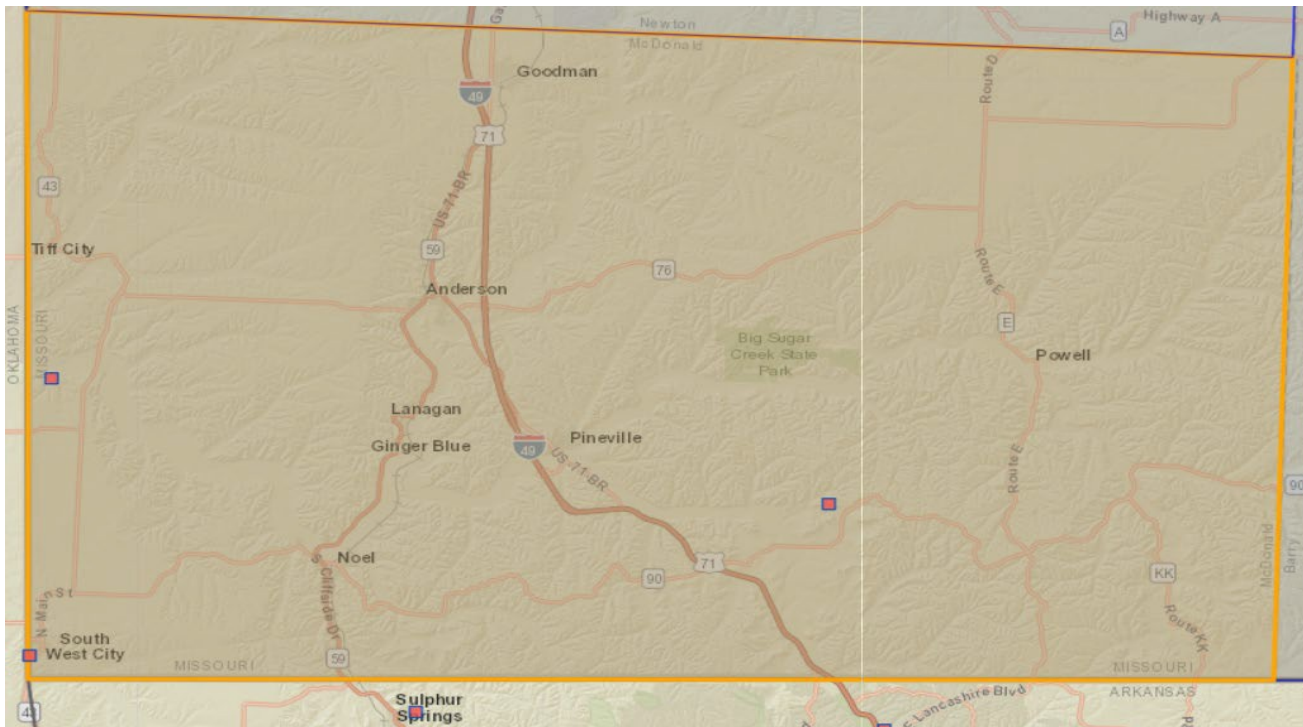 Newton
McDonald
Highway A
A
Ga
Goodman
49
71
Route D
43
US-71-BR
59
Tiff City
76
Route E
Anderson
OKLAHOMA
MISSOURI
E
Big Sugar
Creek State
Park
Powell
Lanagan
Ginger Blue
Pineville
49
US-71-BR
Route E
90
McDonald
Barry
Noel
71
90
KK
N Main St
S Cliffside Dr
Route KK
South
West City
MISSOURI
59
MISSOURI
ARKANSAS
Sulphur
Springs
43
Lancashire Blvd